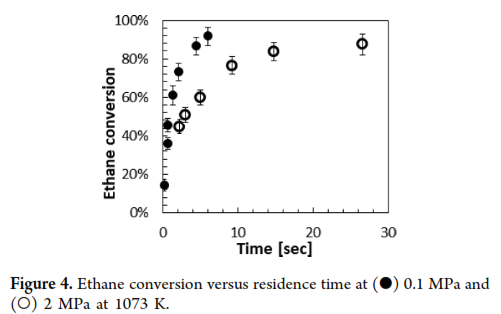 100%
80%
60%
40%
20%
0%
Ethane conversion
0 10 20 30
Time [sec]
Figure 4. Ethane conversion versus residence time at (●) 0.1 MPa and
(○) 2 MPa at 1073 K.